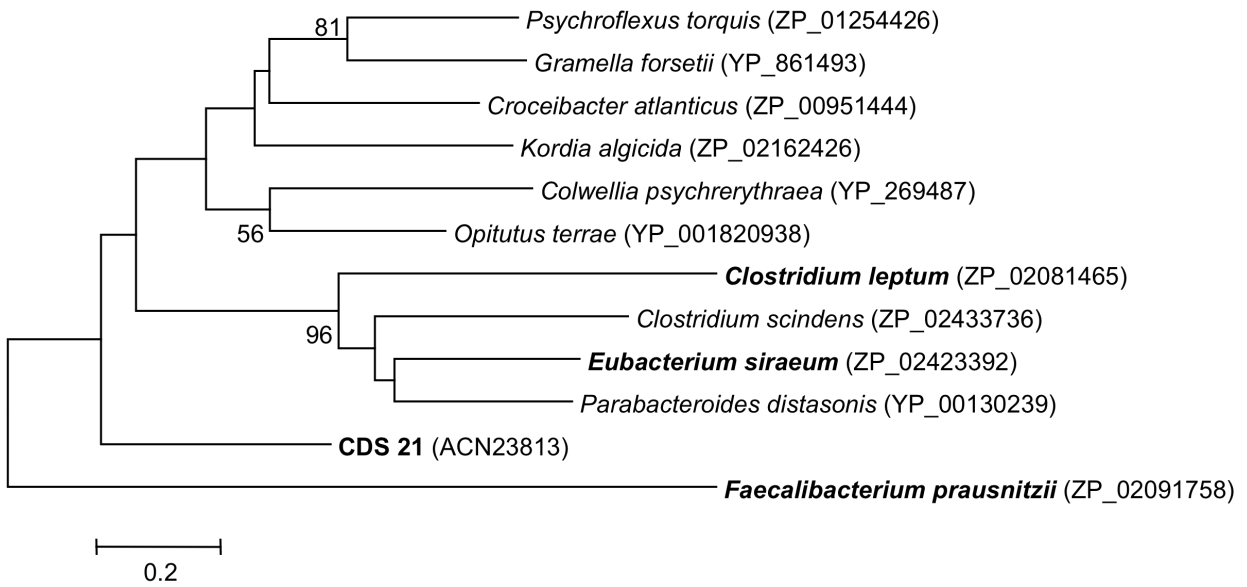 81
Psychroflexus torquis (ZP_01254426)
Gramella forsetii (YP_861493)
Croceibacter atlanticus (ZP_00951444)
Kordia algicida (ZP_02162426)
Colwellia psychrerythraea (YP_269487)
56
Opitutus terrae (YP_001820938)
Clostridium leptum (ZP_02081465)
96
Clostridium scindens (ZP_02433736)
Eubacterium siraeum (ZP_02423392)
Parabacteroides distasonis (YP_00130239)
CDS 21 (ACN23813)
Faecalibacterium prausnitzii (ZP_02091758)
0.2